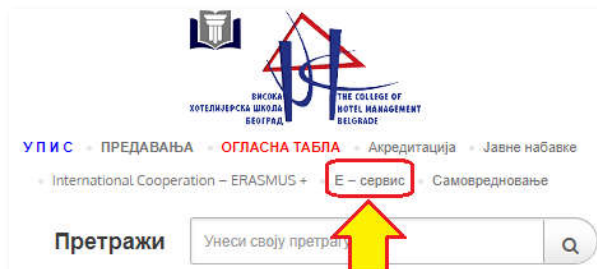 ВИСОКА
ХОТЕЛИЈЕРСКА ШКОЛА
БЕОГРАД
THE COLLEGE OF
HOTEL MANAGEMENT
BELGRADE
У П И С ПРЕДАВАЊА ОГЛАСНА ТАБЛА Акредитација Јавне набавке
International Cooperation – ERASMUS + Е – сервис Самовредновање
Претражи Унеси своју претрагу